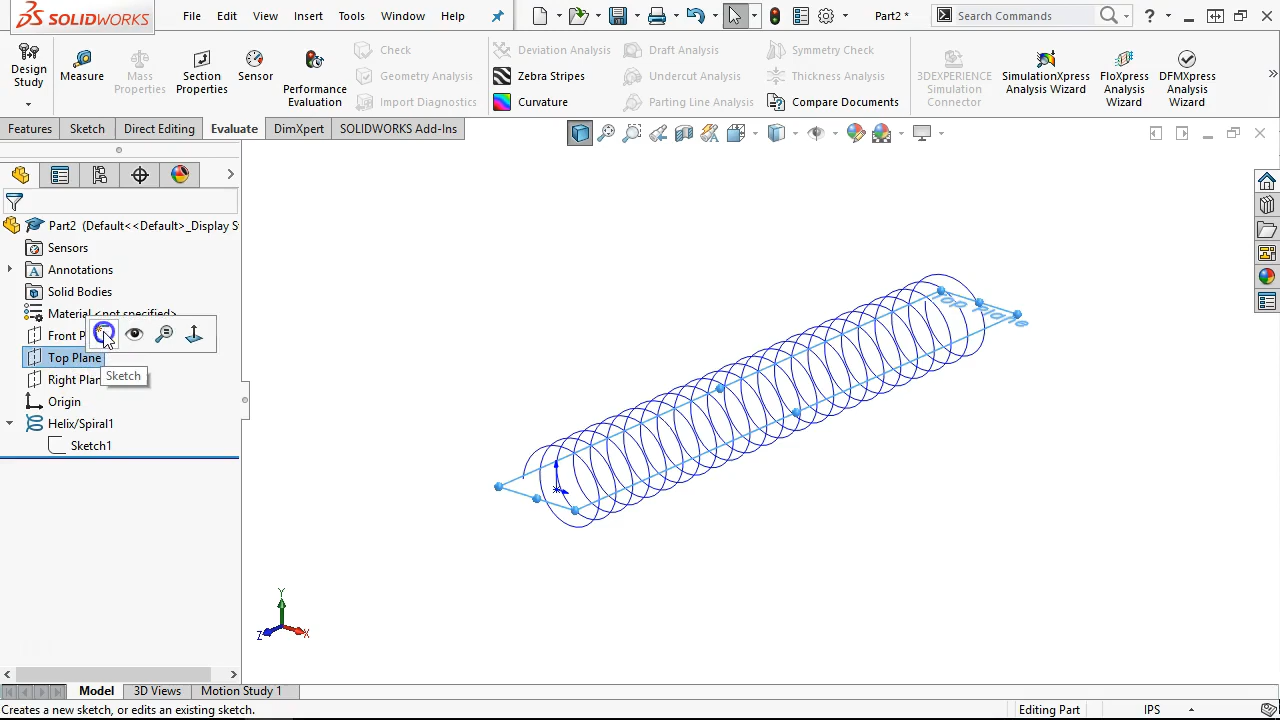 SOLIDWORKS File Edit View Insert Tools Window Help Part2 * Search Commands ?
Design Study
Measure
Mass Properties
Section Properties
Sensor
Performance Evaluation
Check
Geometry Analysis
Import Diagnostics
Deviation Analysis
Zebra Stripes
Curvature
Draft Analysis
Undercut Analysis
Parting Line Analysis
Symmetry Check
Thickness Analysis
Compare Documents
3DEXPERIENCE Simulation Connector
SimulationXpress Analysis Wizard
FloXpress Analysis Wizard
DFMXpress Analysis Wizard
Features Sketch Direct Editing Evaluate DimXpert SOLIDWORKS Add-Ins
Part2 (Default<<Default>_Display S
Sensors
Annotations
Solid Bodies
Material <not specified>
Front P
Top Plane
Sketch
Right Plan
Origin
Helix/Spiral1
Sketch1
Top Plane
Y
Z X
Model 3D Views Motion Study 1
Creates a new sketch, or edits an existing sketch. Editing Part IPS